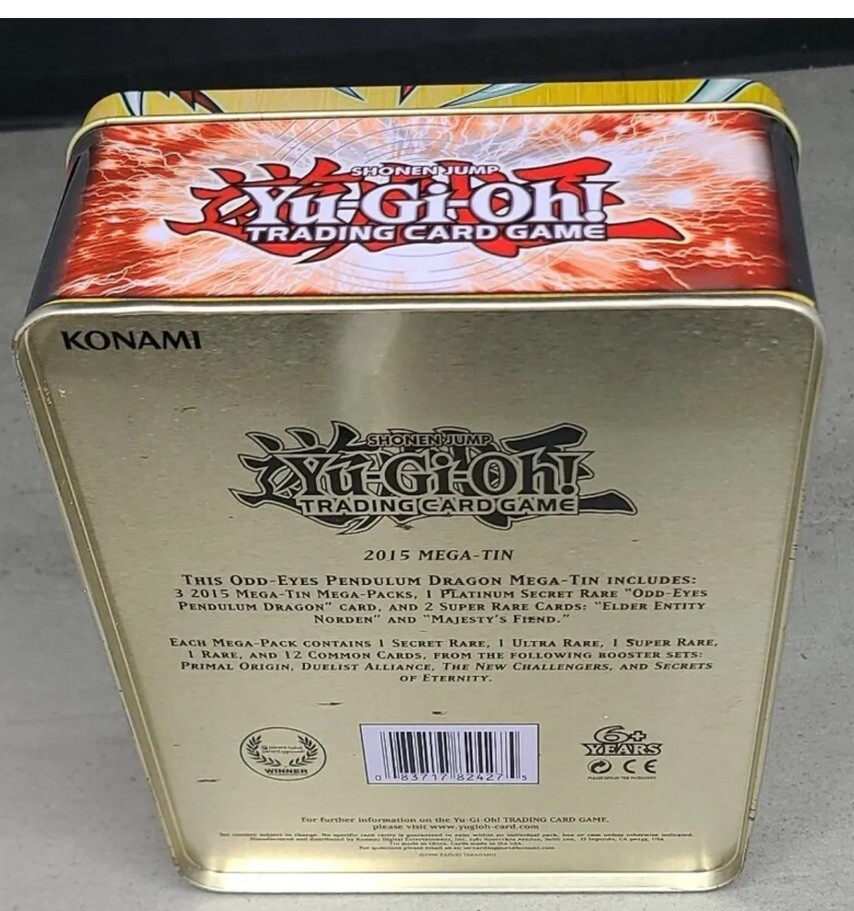 SHONEN JUMP
Yu-Gi-Oh!
TRADING CARD GAME
KONAMI
SHONEN JUMP
Yu-Gi-Oh!
TRADING CARD GAME
2015 MEGA-TIN
THIS ODD-EYES PENDULUM DRAGON MEGA-TIN INCLUDES:
3 2015 MEGA-TIN MEGA-PACKS, 1 PLATINUM SECRET RARE "ODD-EYES
PENDULUM DRAGON" CARD, AND 2 SUPER RARE CARDS: "ELDER ENTITY
NORDEN" AND "MAJESTY'S FIEND."
EACH MEGA-PACK CONTAINS 1 SECRET RARE, 1 ULTRA RARE, 1 SUPER RARE,
1 RARE, AND 12 COMMON CARDS, FROM THE FOLLOWING BOOSTER SETS:
PRIMAL ORIGIN, DUELIST ALLIANCE, THE NEW CHALLENGERS, AND SECRETS
OF ETERNITY.
WINNER
0 83717 82427 5
6+
YEARS
CE
For further information on the Yu-Gi-Oh! TRADING CARD GAME,
please visit www.yugioh-card.com